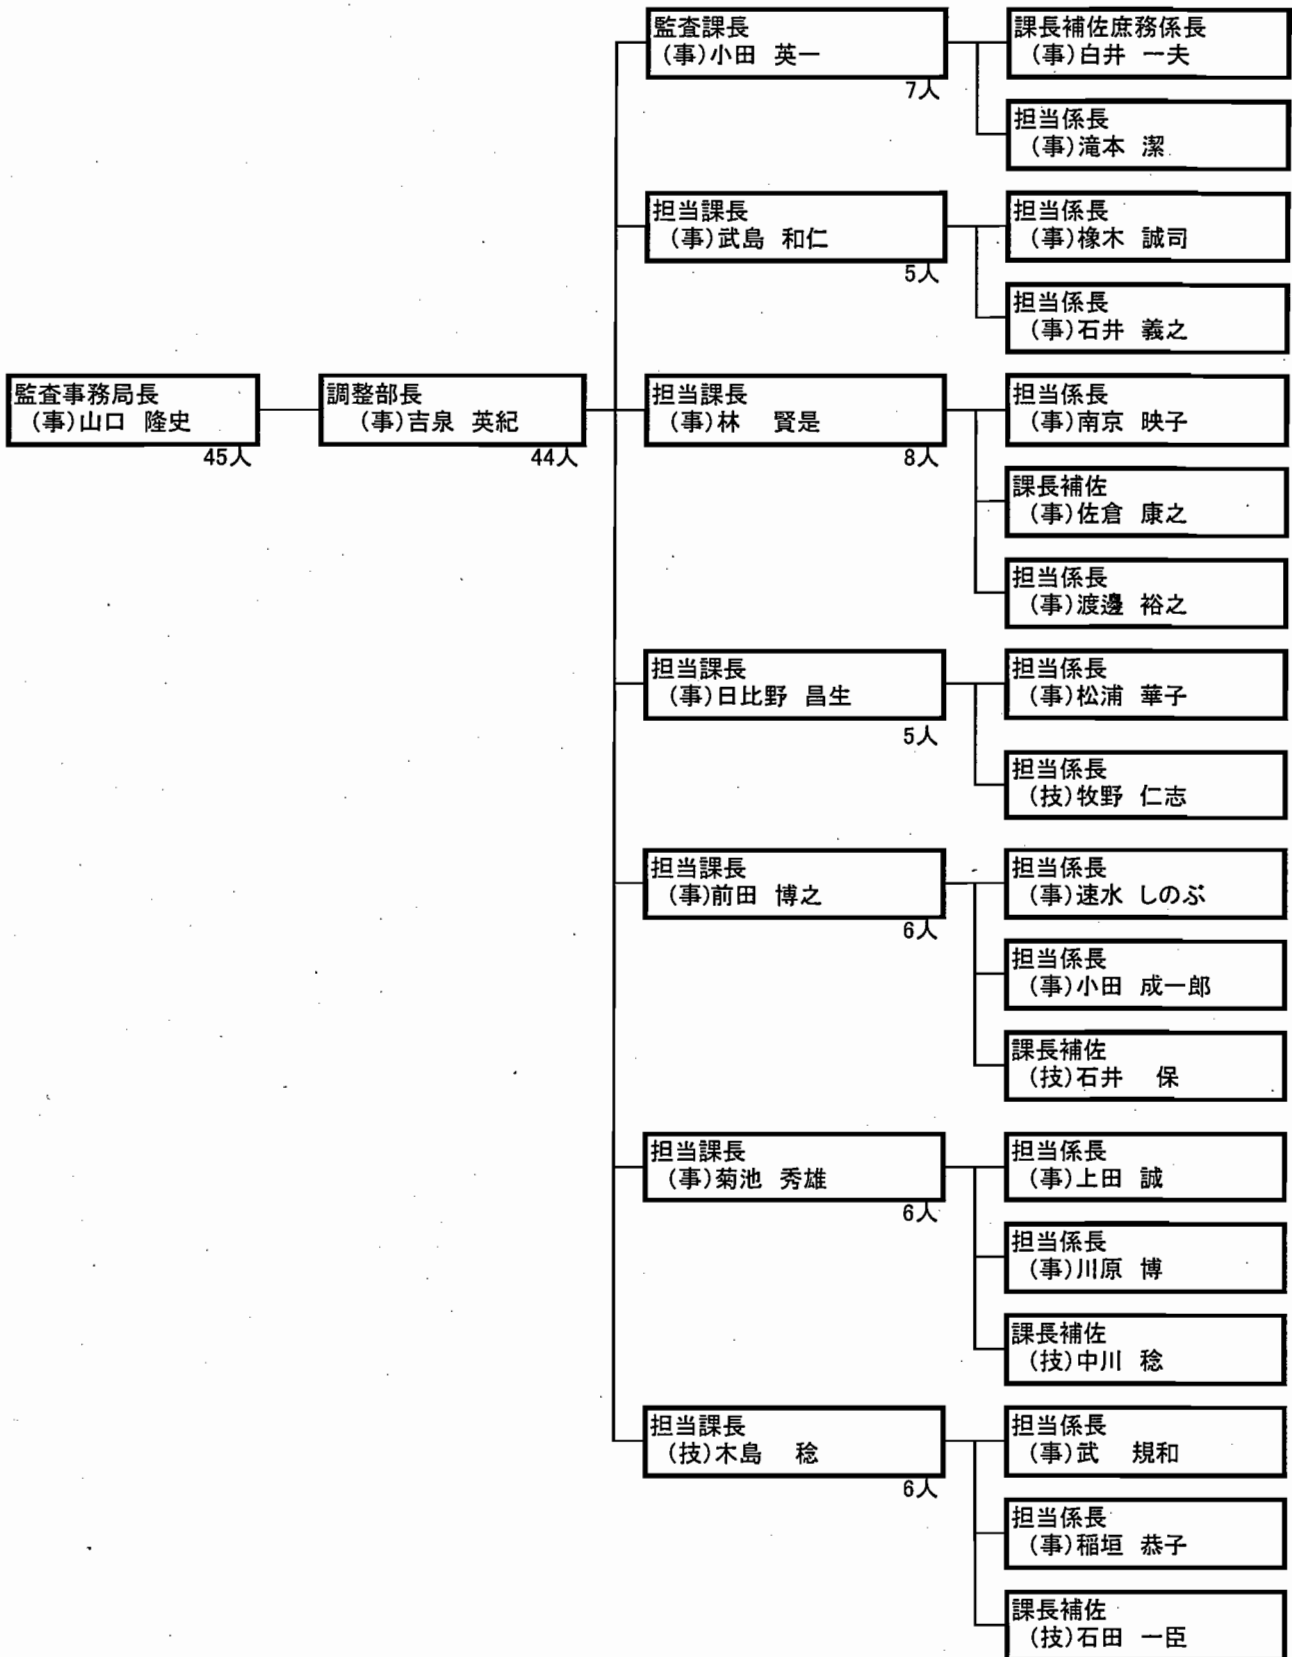 監査事務局長
(事)山口 隆史
45人
調整部長
(事)吉泉 英紀
44人
監査課長
(事)小田 英一
7人
課長補佐庶務係長
(事)白井 一夫
担当係長
(事)滝本 潔
担当課長
(事)武島 和仁
5人
担当係長
(事)橡木 誠司
担当係長
(事)石井 義之
担当課長
(事)林 賢是
8人
担当係長
(事)南京 映子
課長補佐
(事)佐倉 康之
担当係長
(事)渡邊 裕之
担当課長
(事)日比野 昌生
5人
担当係長
(事)松浦 華子
担当係長
(技)牧野 仁志
担当課長
(事)前田 博之
6人
担当係長
(事)速水 しのぶ
担当係長
(事)小田 成一郎
課長補佐
(技)石井 保
担当課長
(事)菊池 秀雄
6人
担当係長
(事)上田 誠
担当係長
(事)川原 博
課長補佐
(技)中川 稔
担当課長
(技)木島 稔
6人
担当係長
(事)武 規和
担当係長
(事)稲垣 恭子
課長補佐
(技)石田 一臣